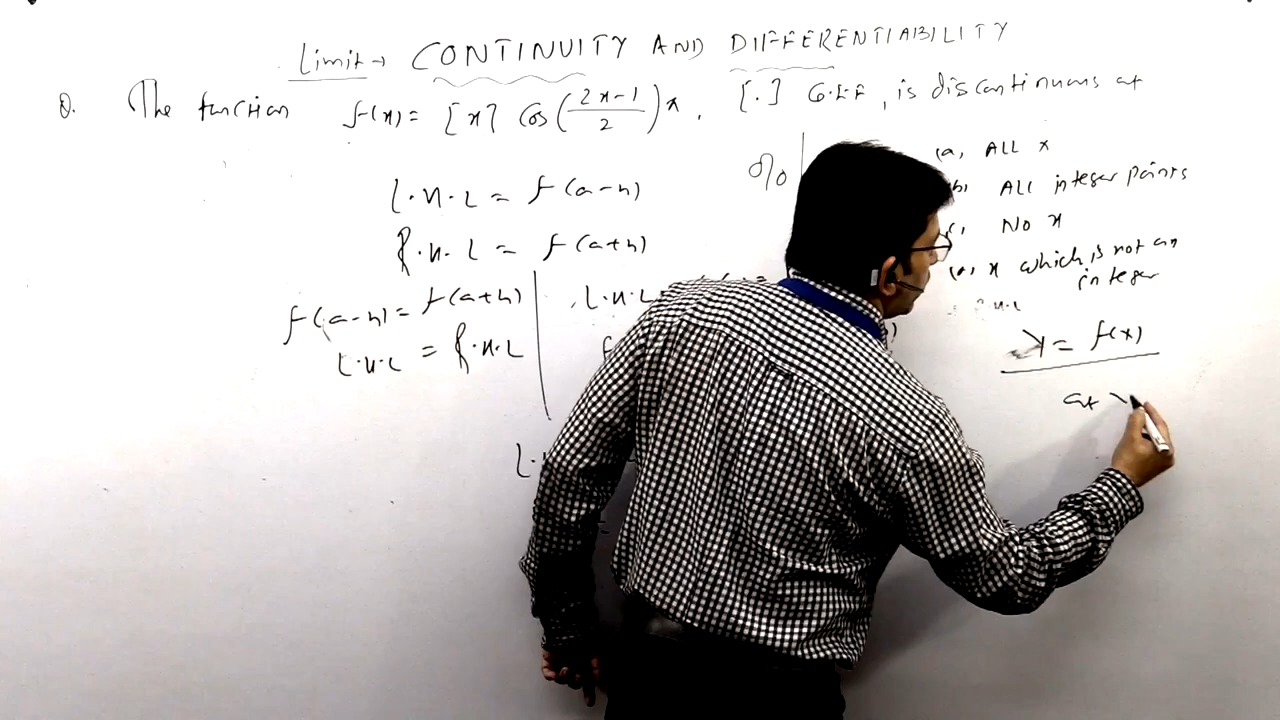 Limit → CONTINUITY AND DIFFERENTIABILITY
Q. The function f(x) = [x] cos(2x-1/2)π, [.] G.I.F, is discontinuous at
(a, ALL x
b, ALL integer points
c, No x
(d, x which is not an integer
L.H.L = f(a-h)
R.H.L = f(a+h)
f(a-h) = f(a+h)
L.H.L = R.H.L
L.H.L
R.H.L
y = f(x)
at